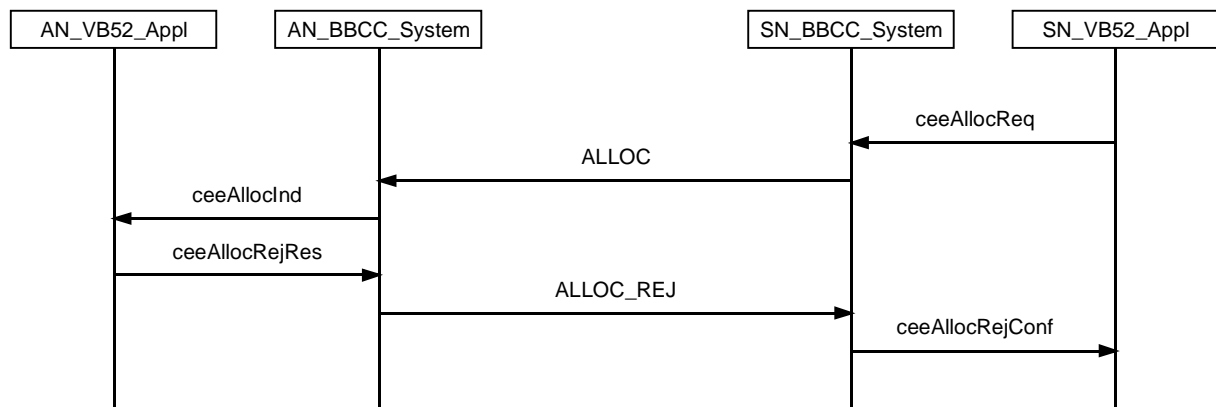 AN_VB52_Appl
AN_BBCC_System
SN_BBCC_System
SN_VB52_Appl
ceeAllocReq
ALLOC
ceeAllocInd
ceeAllocRejRes
ALLOC_REJ
ceeAllocRejConf